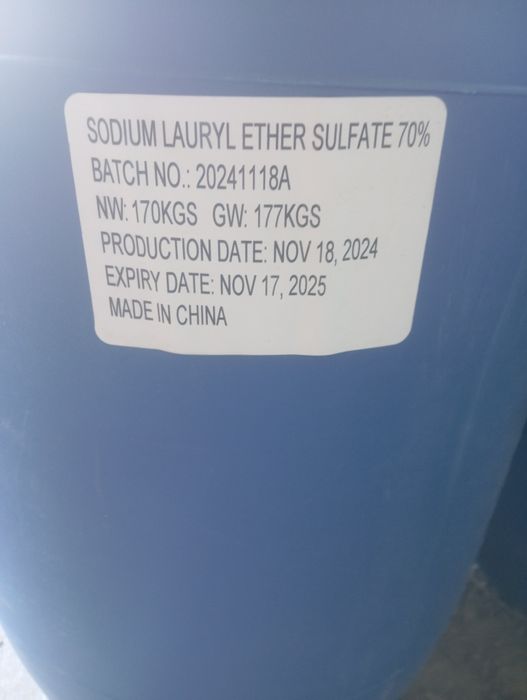 SODIUM LAURYL ETHER SULFATE 70%
BATCH NO.: 20241118A
NW: 170KGS GW: 177KGS
PRODUCTION DATE: NOV 18, 2024
EXPIRY DATE: NOV 17, 2025
MADE IN CHINA